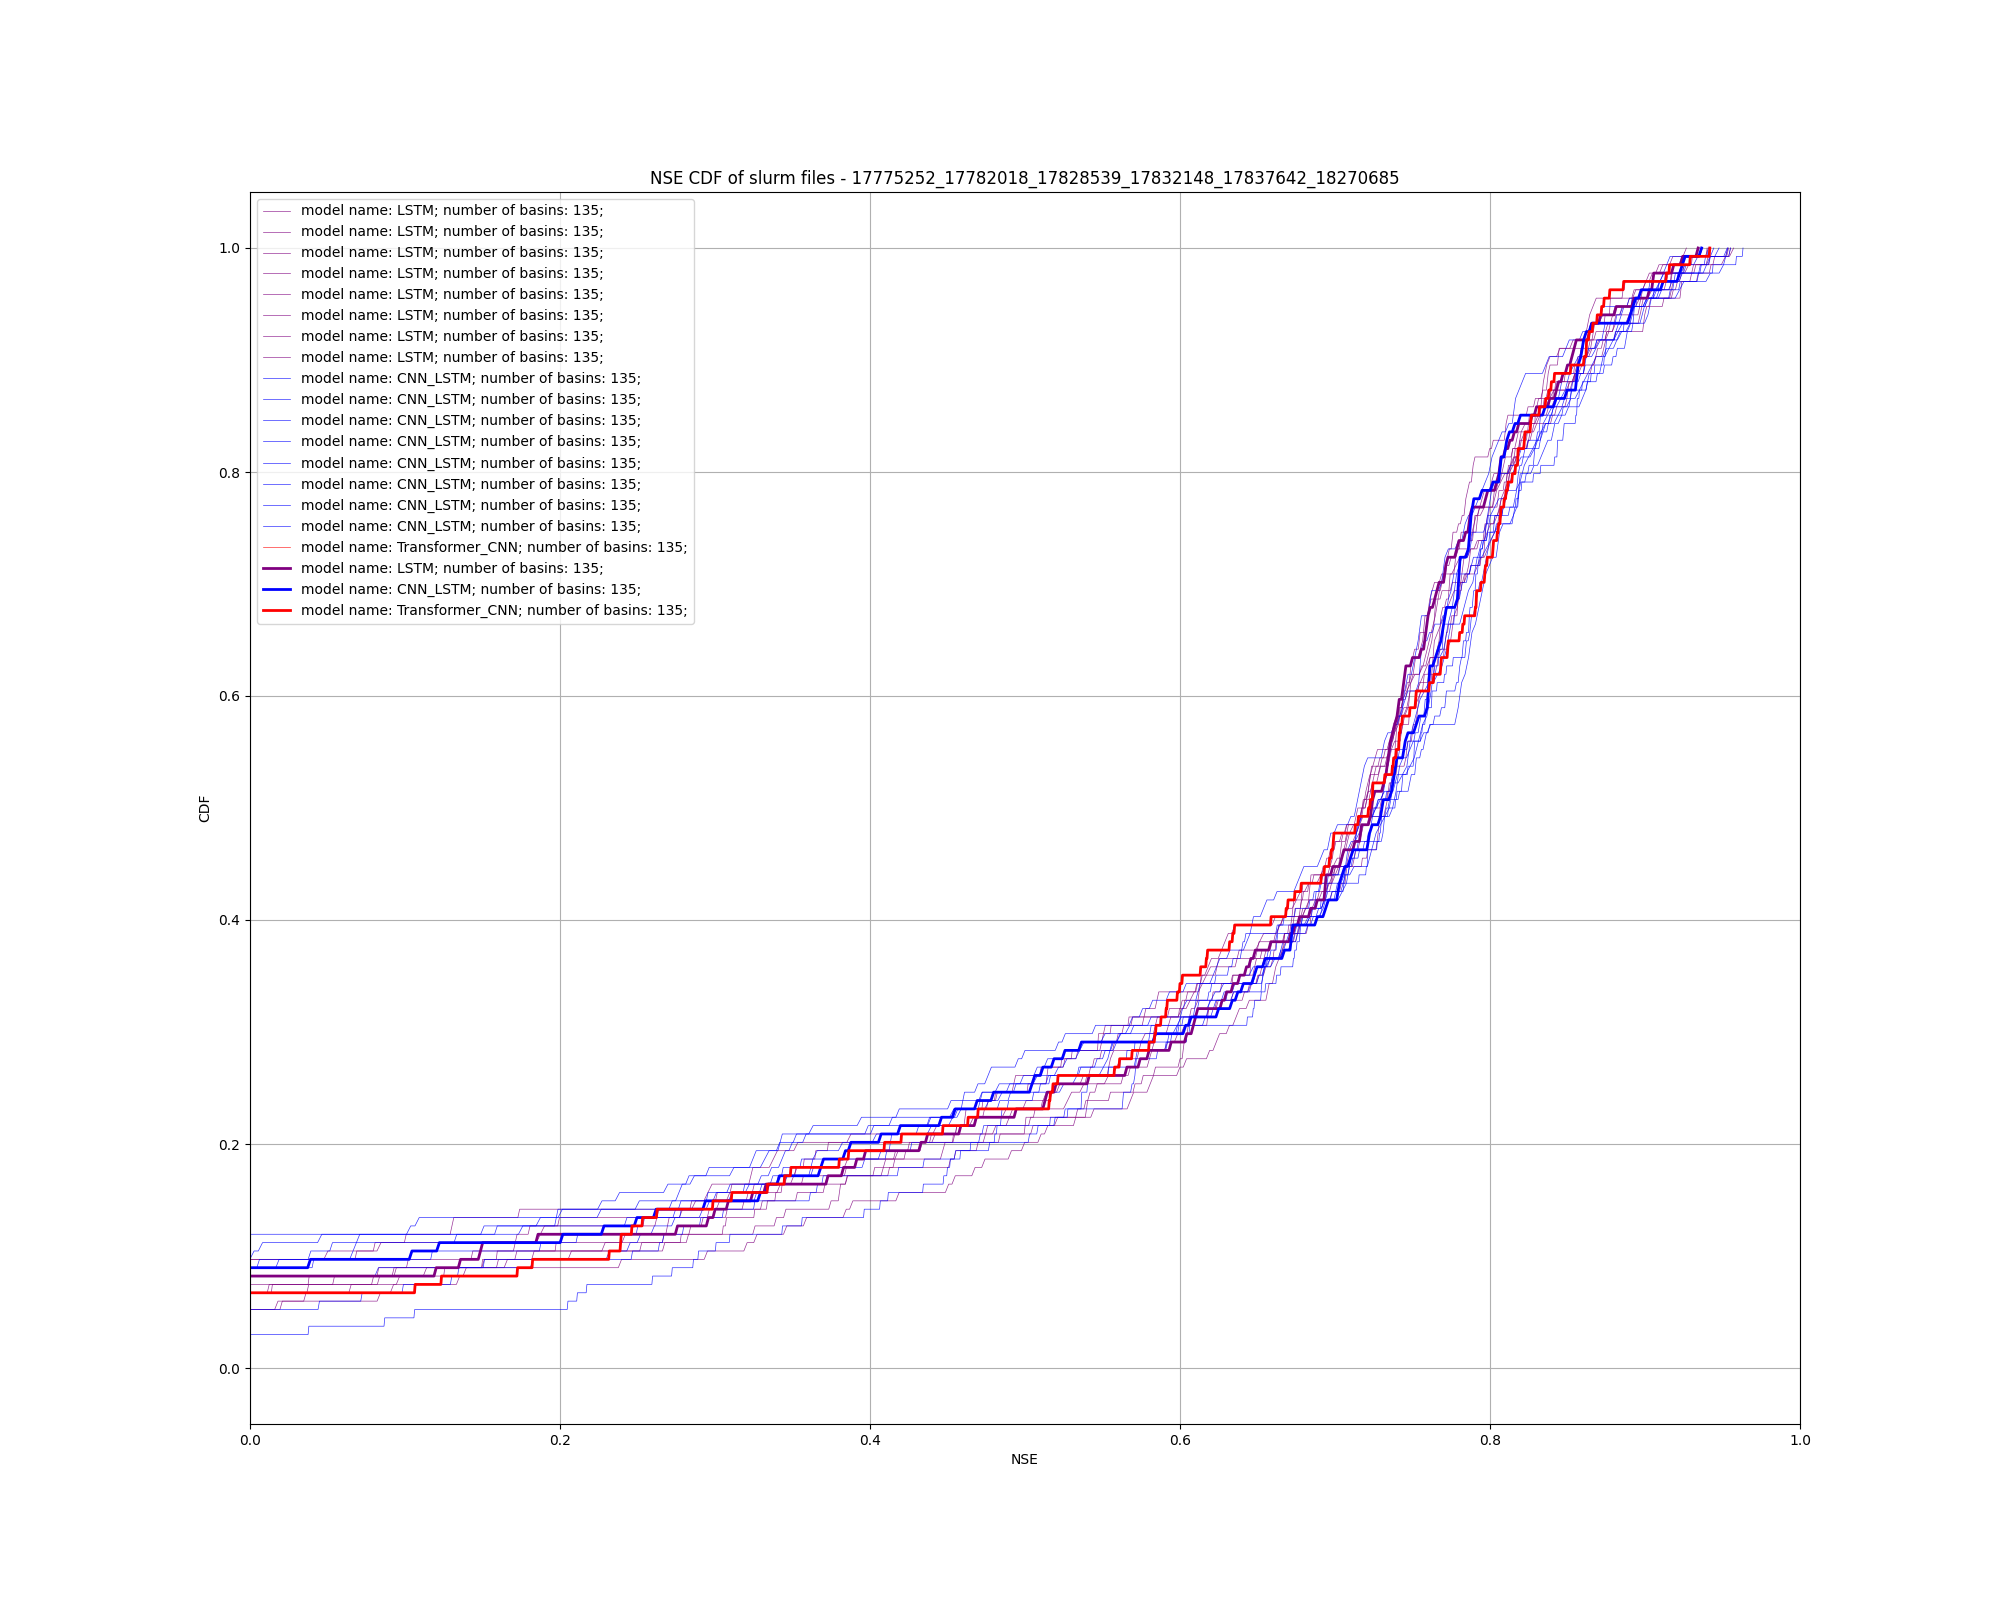 NSE CDF of slurm files - 17775252_17782018_17828539_17832148_17837642_18270685
model name: LSTM; number of basins: 135;
model name: LSTM; number of basins: 135;
model name: LSTM; number of basins: 135;
model name: LSTM; number of basins: 135;
model name: LSTM; number of basins: 135;
model name: LSTM; number of basins: 135;
model name: LSTM; number of basins: 135;
model name: LSTM; number of basins: 135;
model name: CNN_LSTM; number of basins: 135;
model name: CNN_LSTM; number of basins: 135;
model name: CNN_LSTM; number of basins: 135;
model name: CNN_LSTM; number of basins: 135;
model name: CNN_LSTM; number of basins: 135;
model name: CNN_LSTM; number of basins: 135;
model name: CNN_LSTM; number of basins: 135;
model name: CNN_LSTM; number of basins: 135;
model name: Transformer_CNN; number of basins: 135;
model name: LSTM; number of basins: 135;
model name: CNN_LSTM; number of basins: 135;
model name: Transformer_CNN; number of basins: 135;
1.0
0.8
0.6
0.4
0.2
0.0
CDF
0.0 0.2 0.4 0.6 0.8 1.0
NSE